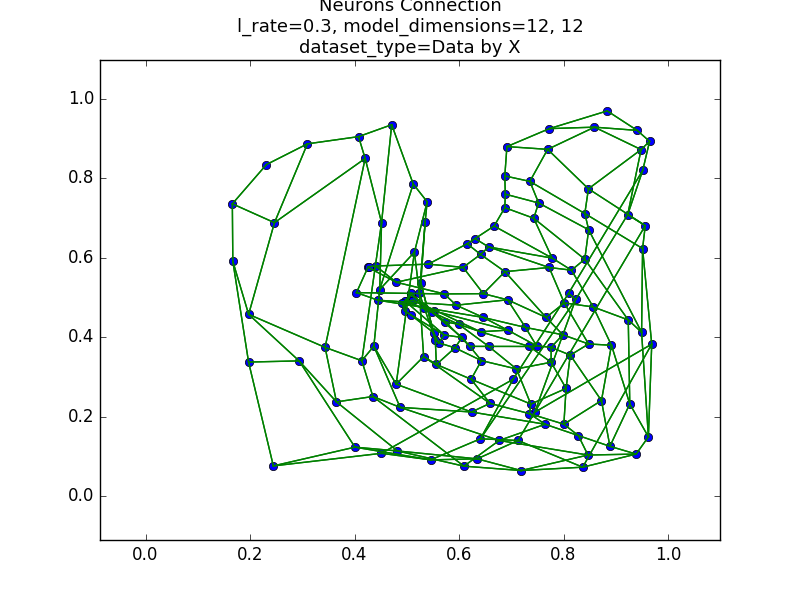 Neurons Connection
l_rate=0.3, model_dimensions=12, 12
dataset_type=Data by X
1.0
0.8
0.6
0.4
0.2
0.0
0.0 0.2 0.4 0.6 0.8 1.0